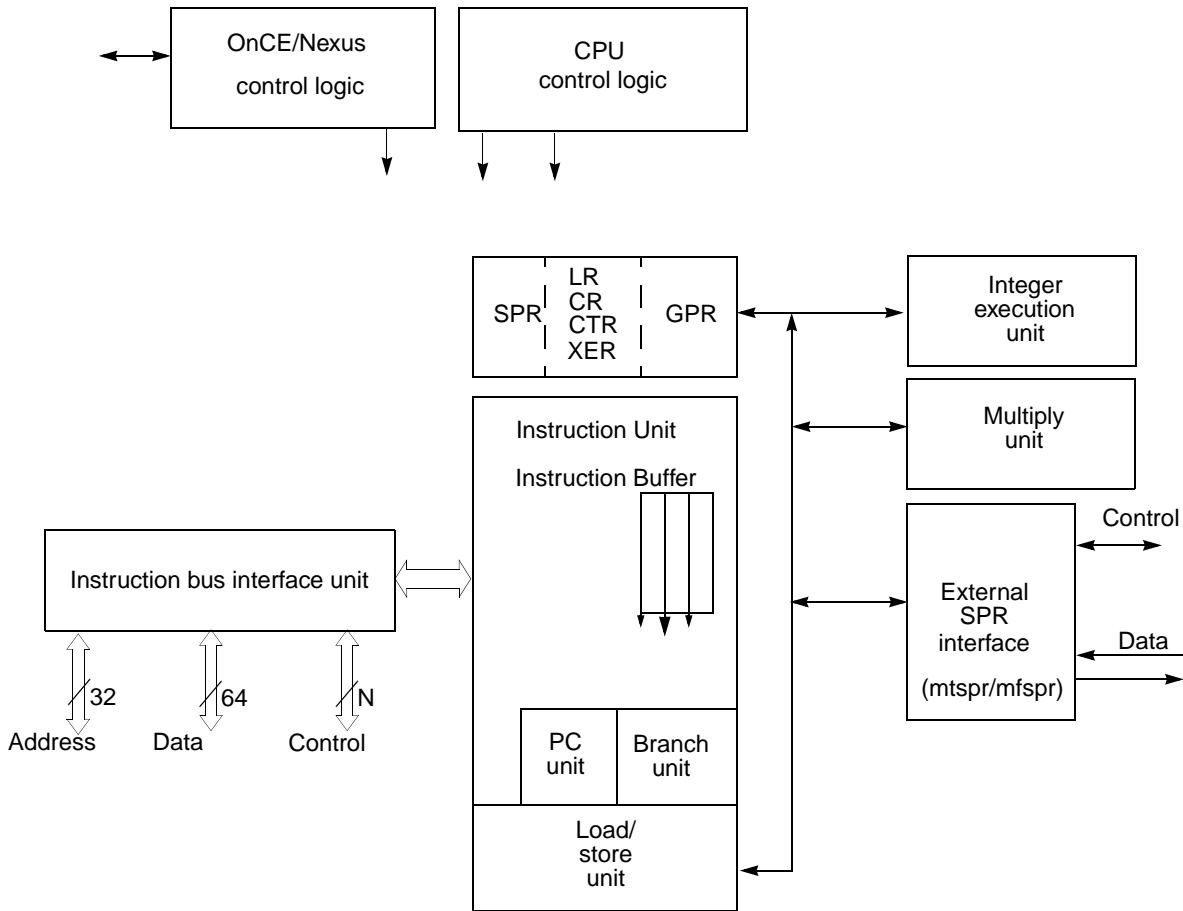 OnCE/Nexus
control logic
CPU
control logic
SPR
LR
CR
CTR
XER
GPR
Integer
execution
unit
Instruction Unit
Instruction Buffer
Multiply
unit
Control
Instruction bus interface unit
External
SPR
interface
(mtspr/mfspr)
Data
32
64
N
Address
Data
Control
PC
unit
Branch
unit
Load/
store
unit